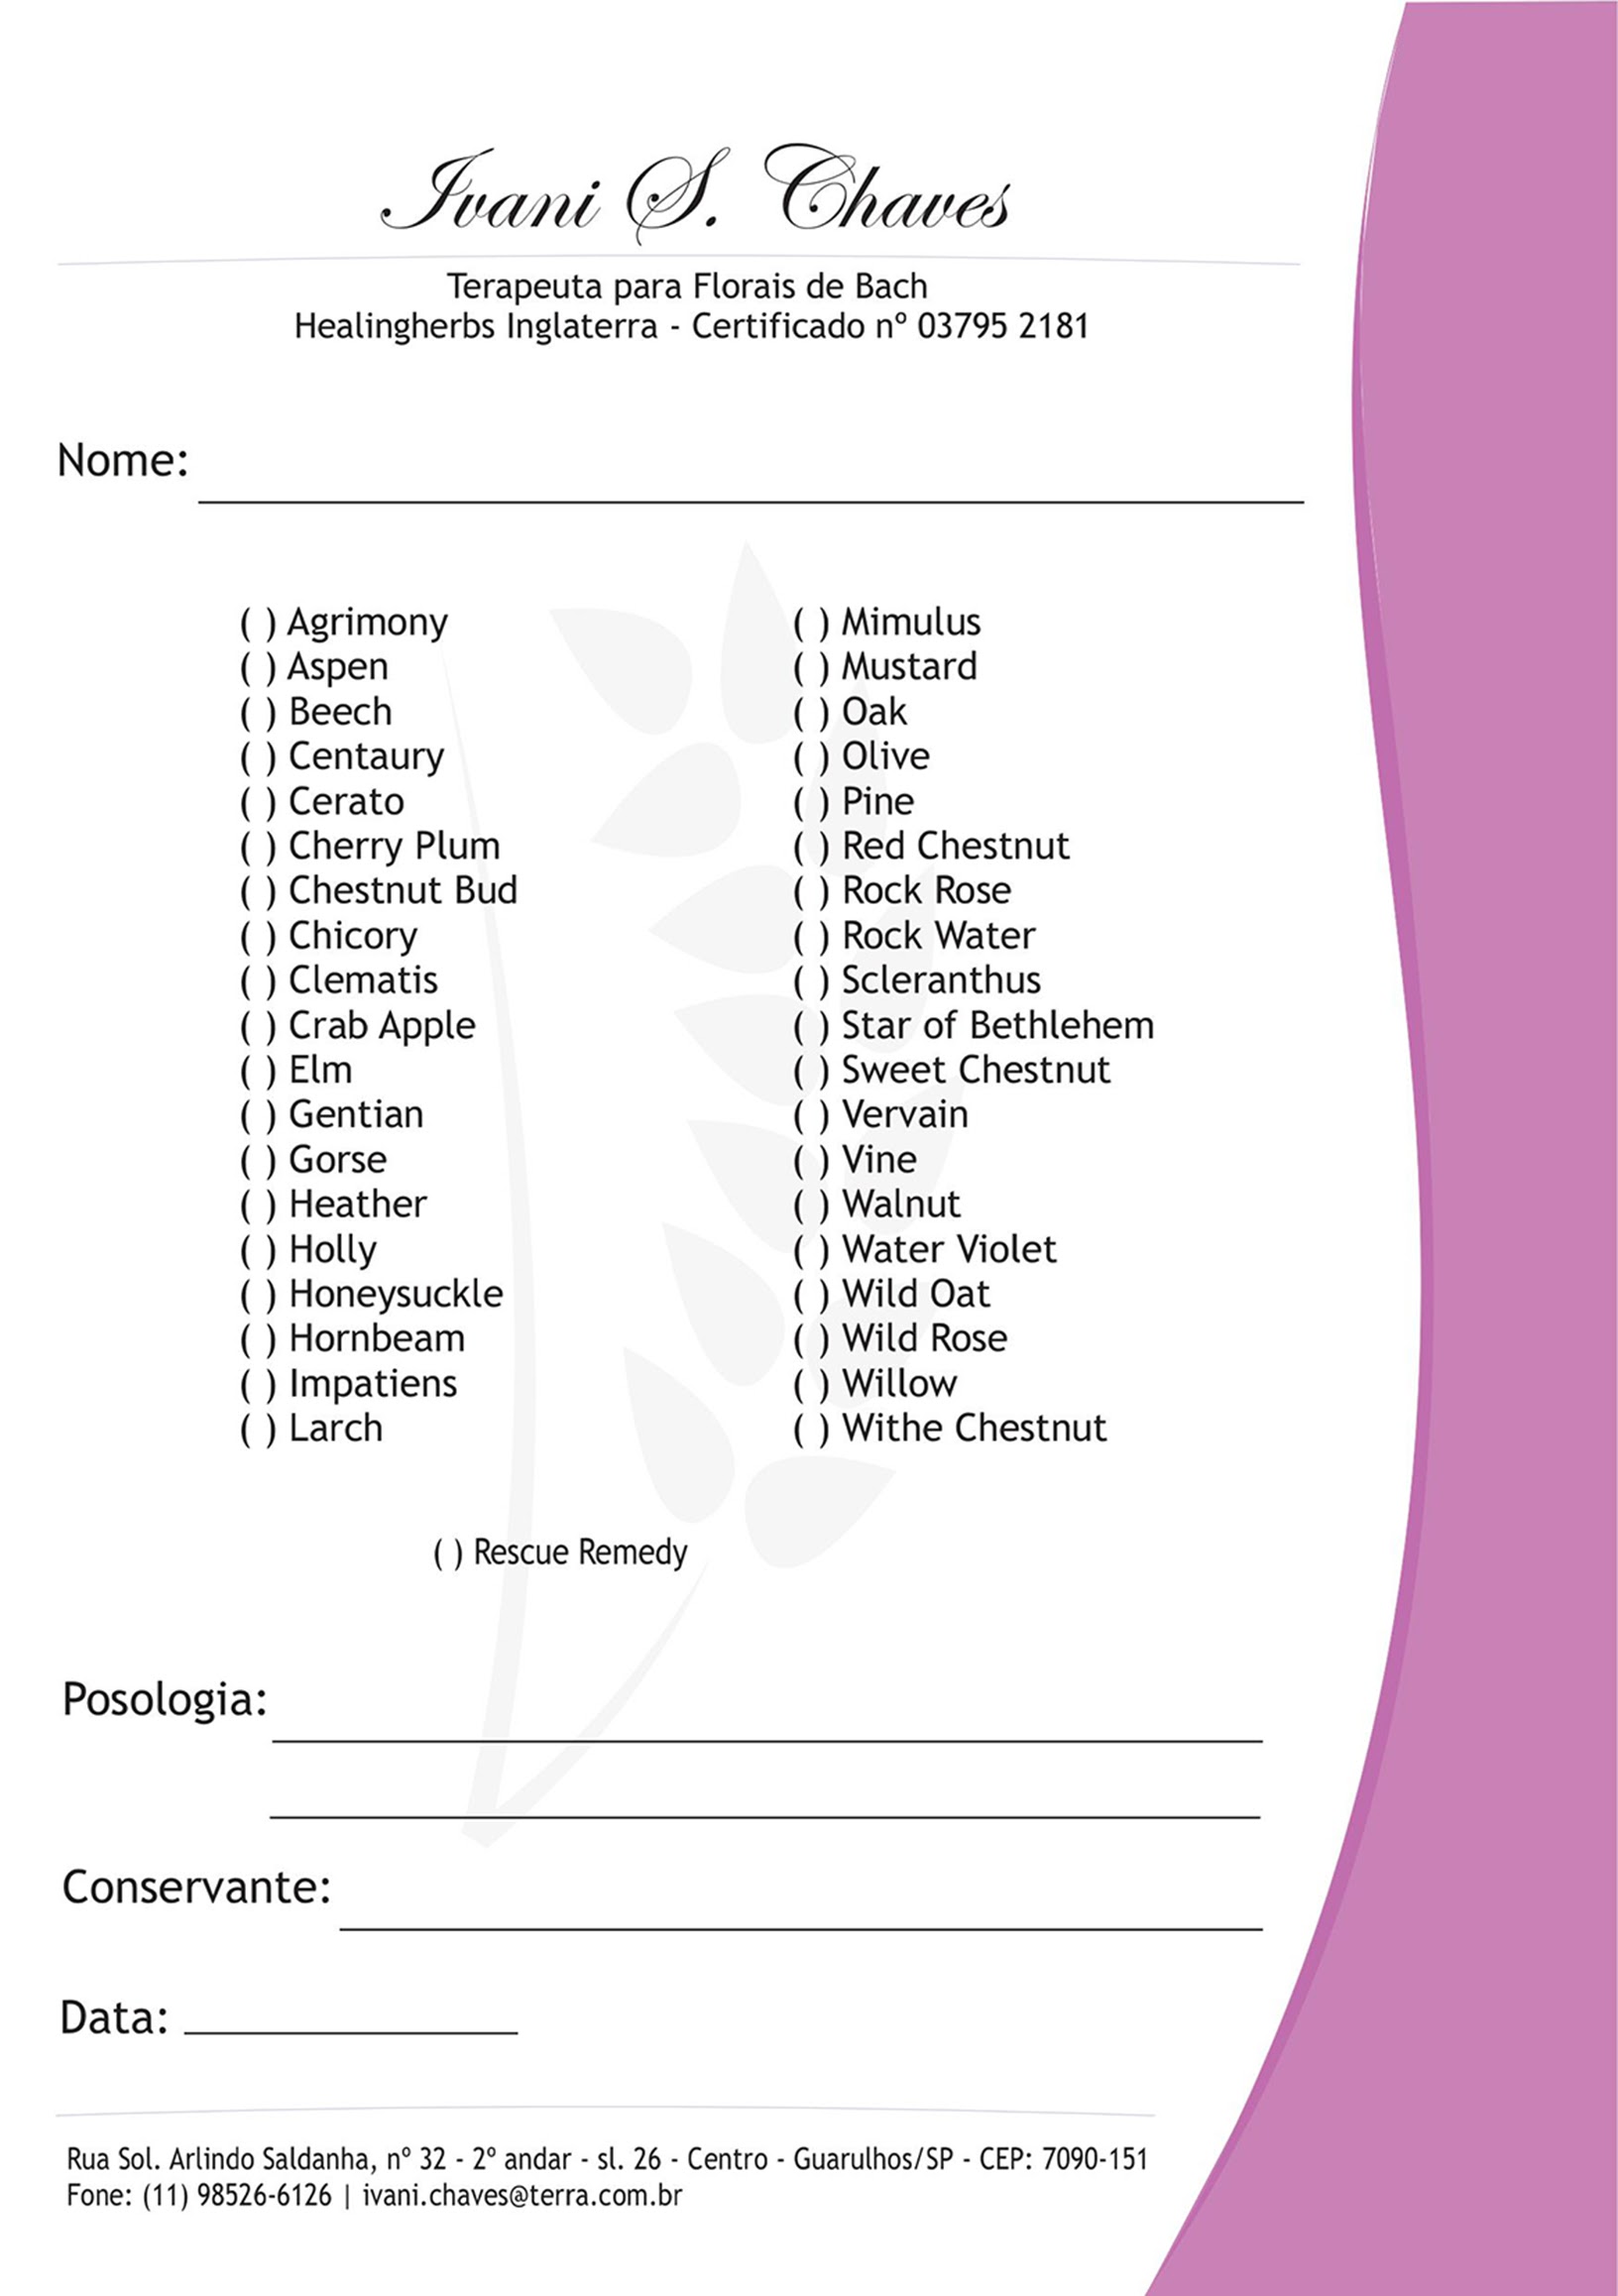 Ivani S. Chaves
Terapeuta para Florais de Bach
Healingherbs Inglaterra - Certificado nº 03795 2181
Nome:
( ) Agrimony
( ) Aspen
( ) Beech
( ) Centaury
( ) Cerato
( ) Cherry Plum
( ) Chestnut Bud
( ) Chicory
( ) Clematis
( ) Crab Apple
( ) Elm
( ) Gentian
( ) Gorse
( ) Heather
( ) Holly
( ) Honeysuckle
( ) Hornbeam
( ) Impatiens
( ) Larch
( ) Mimulus
( ) Mustard
( ) Oak
( ) Olive
( ) Pine
( ) Red Chestnut
( ) Rock Rose
( ) Rock Water
( ) Scleranthus
( ) Star of Bethlehem
( ) Sweet Chestnut
( ) Vervain
( ) Vine
( ) Walnut
( ) Water Violet
( ) Wild Oat
( ) Wild Rose
( ) Willow
( ) Withe Chestnut
( ) Rescue Remedy
Posologia:
Conservante:
Data:
Rua Sol. Arlindo Saldanha, nº 32 - 2º andar - sl. 26 - Centro - Guarulhos/SP - CEP: 7090-151
Fone: (11) 98526-6126 | ivani.chaves@terra.com.br